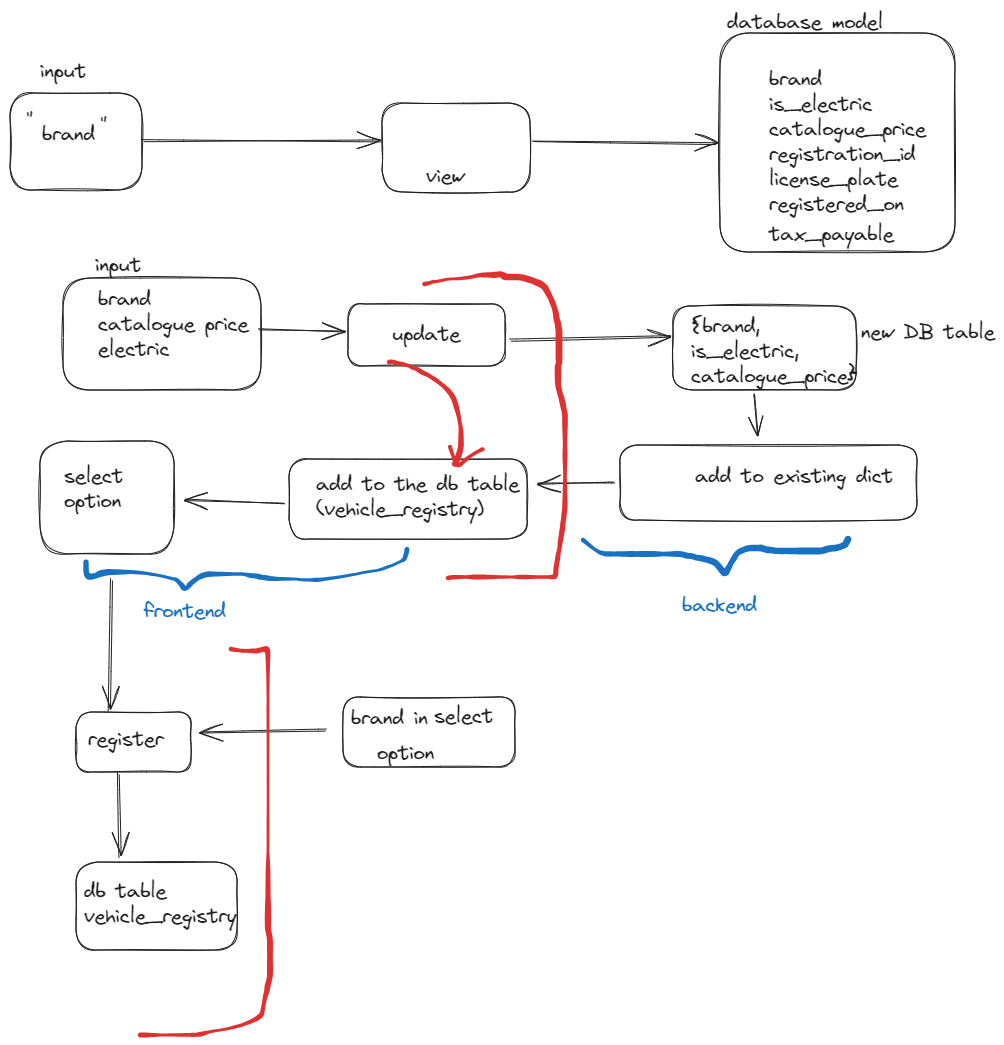 database model
input
" brand "
view
brand
is_electric
catalogue_price
registration_id
license_plate
registered_on
tax_payable
input
brand
catalogue price
electric
update
{brand,
is_electric,
catalogue_price}
new DB table
select
option
add to the db table
(vehicle_registry)
add to existing dict
frontend
backend
register
brand in select
option
db table
vehicle_registry